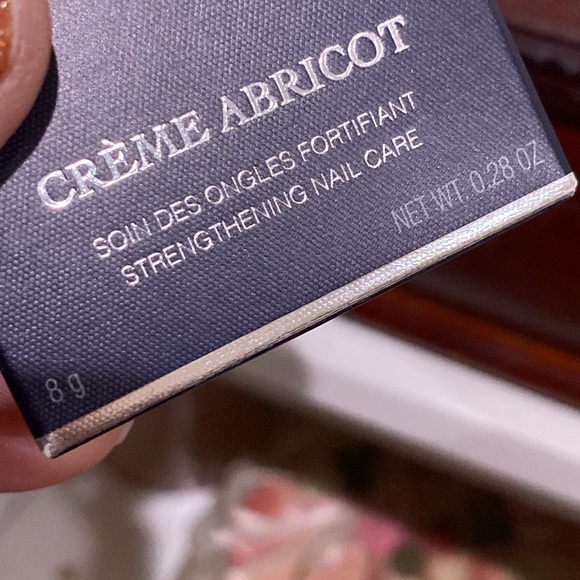 CRÈME ABRICOT
SOIN DES ONGLES FORTIFIANT
STRENGTHENING NAIL CARE
NET WT. 0.28 OZ
8 g